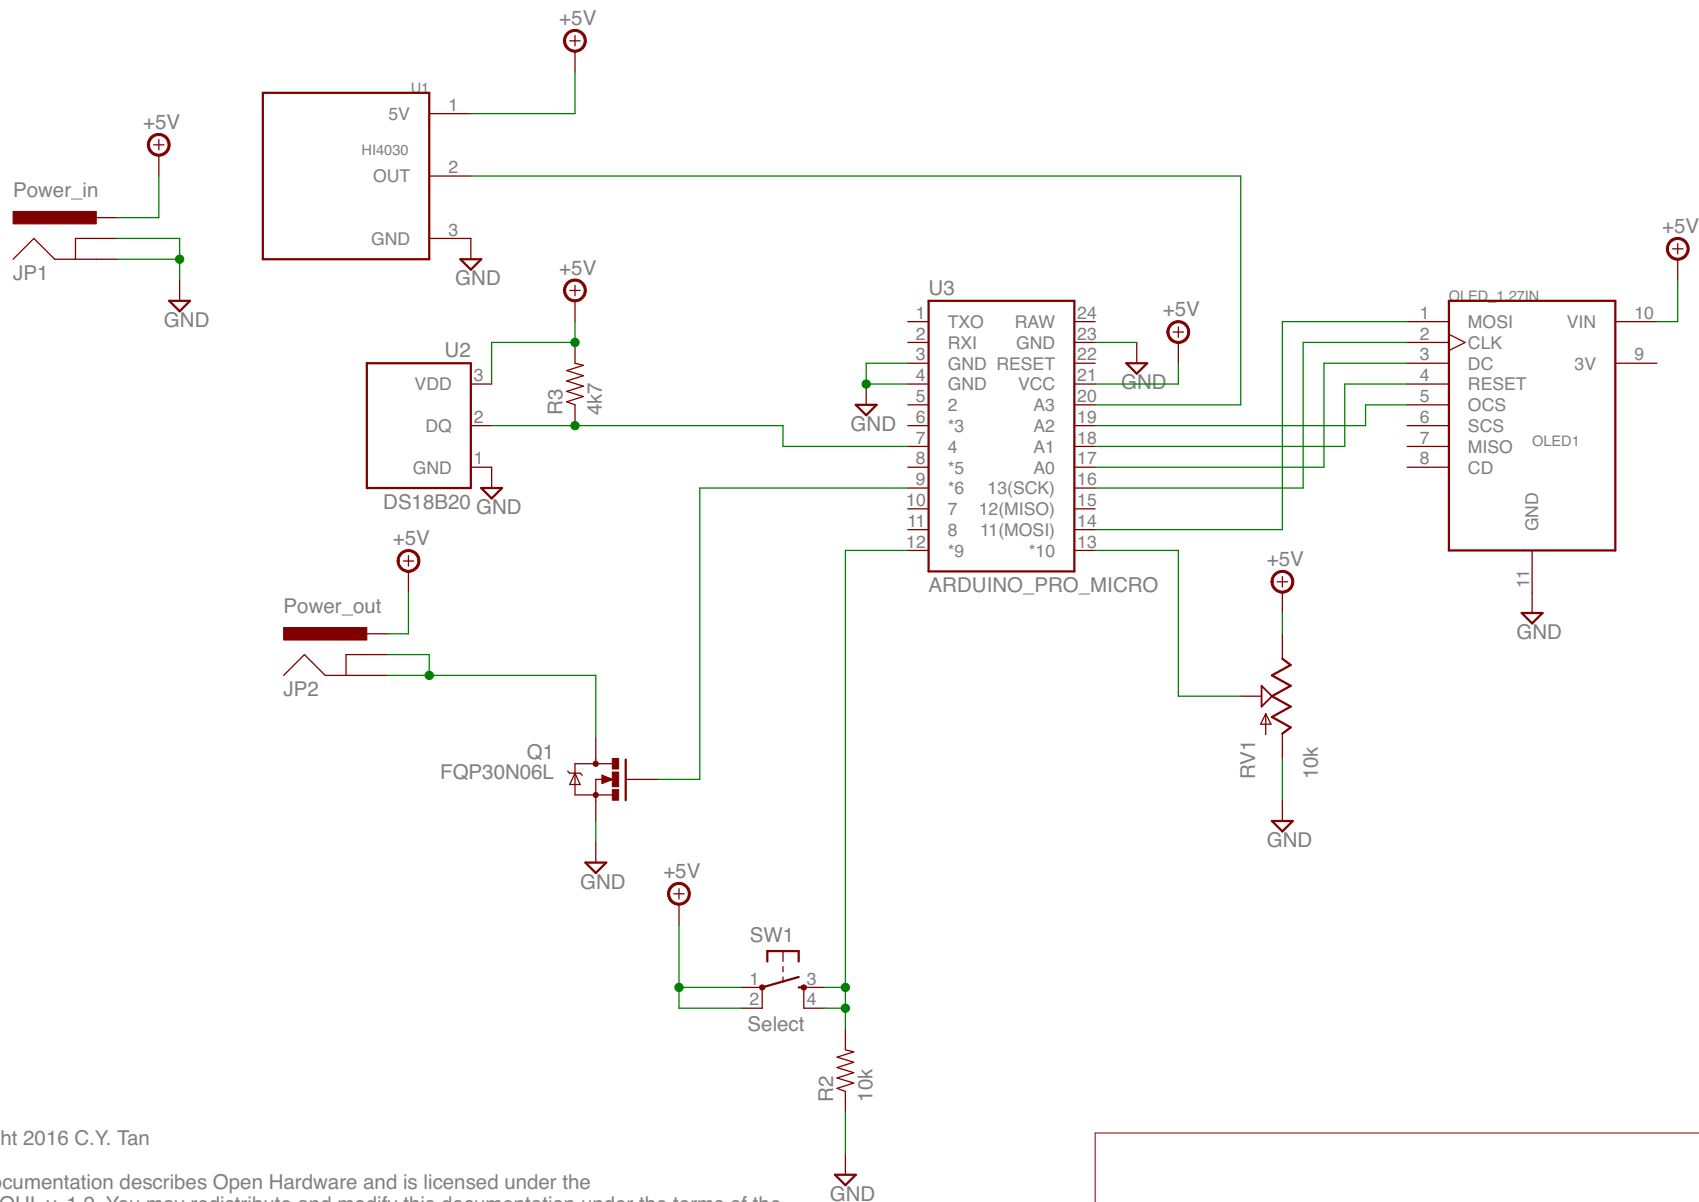 +5V
U1
5V
1
HI4030
OUT
2
GND
3
GND
+5V
Power_in
JP1
GND
+5V
U2
VDD
3
R3
4k7
DQ
2
GND
1
DS18B20
GND
U3
1
TXO
RAW
24
2
RXI
GND
23
3
GND
RESET
22
4
GND
VCC
21
5
2
A3
20
6
*3
A2
19
7
4
A1
18
8
*5
A0
17
9
*6
13(SCK)
16
10
7
12(MISO)
15
11
8
11(MOSI)
14
12
*9
*10
13
ARDUINO_PRO_MICRO
GND
GND
+5V
+5V
OLED_1.27IN
1
MOSI
VIN
10
2
CLK
3
DC
3V
9
4
RESET
5
OCS
6
SCS
7
MISO
OLED1
8
CD
GND
11
GND
+5V
Power_out
JP2
Q1
FQP30N06L
GND
+5V
RV1
10k
GND
+5V
SW1
1
3
2
4
Select
R2
10k
GND
ht 2016 C.Y. Tan
ocumentation describes Open Hardware and is licensed under the